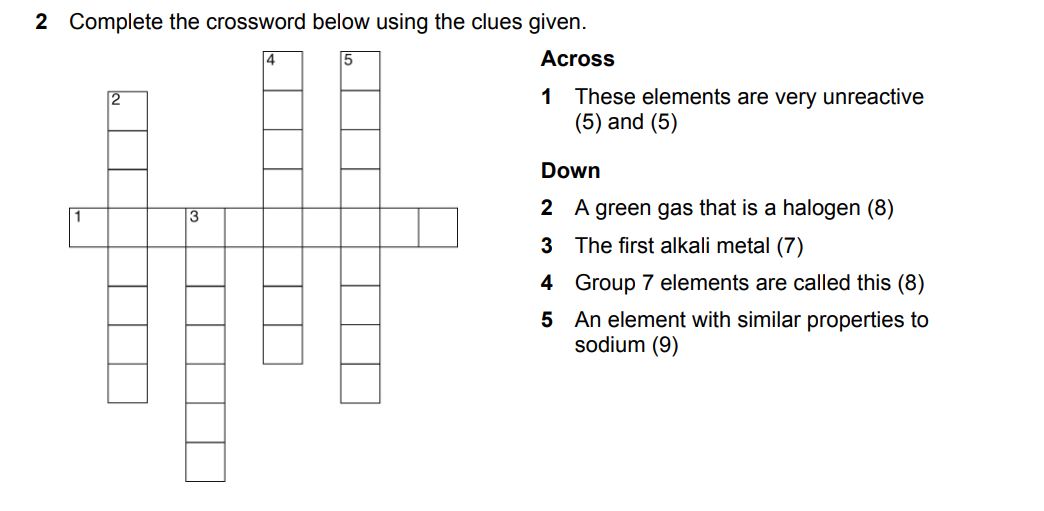 2 Complete the crossword below using the clues given.
4
5
2
1
3
Across
1 These elements are very unreactive
(5) and (5)
Down
2 A green gas that is a halogen (8)
3 The first alkali metal (7)
4 Group 7 elements are called this (8)
5 An element with similar properties to
sodium (9)